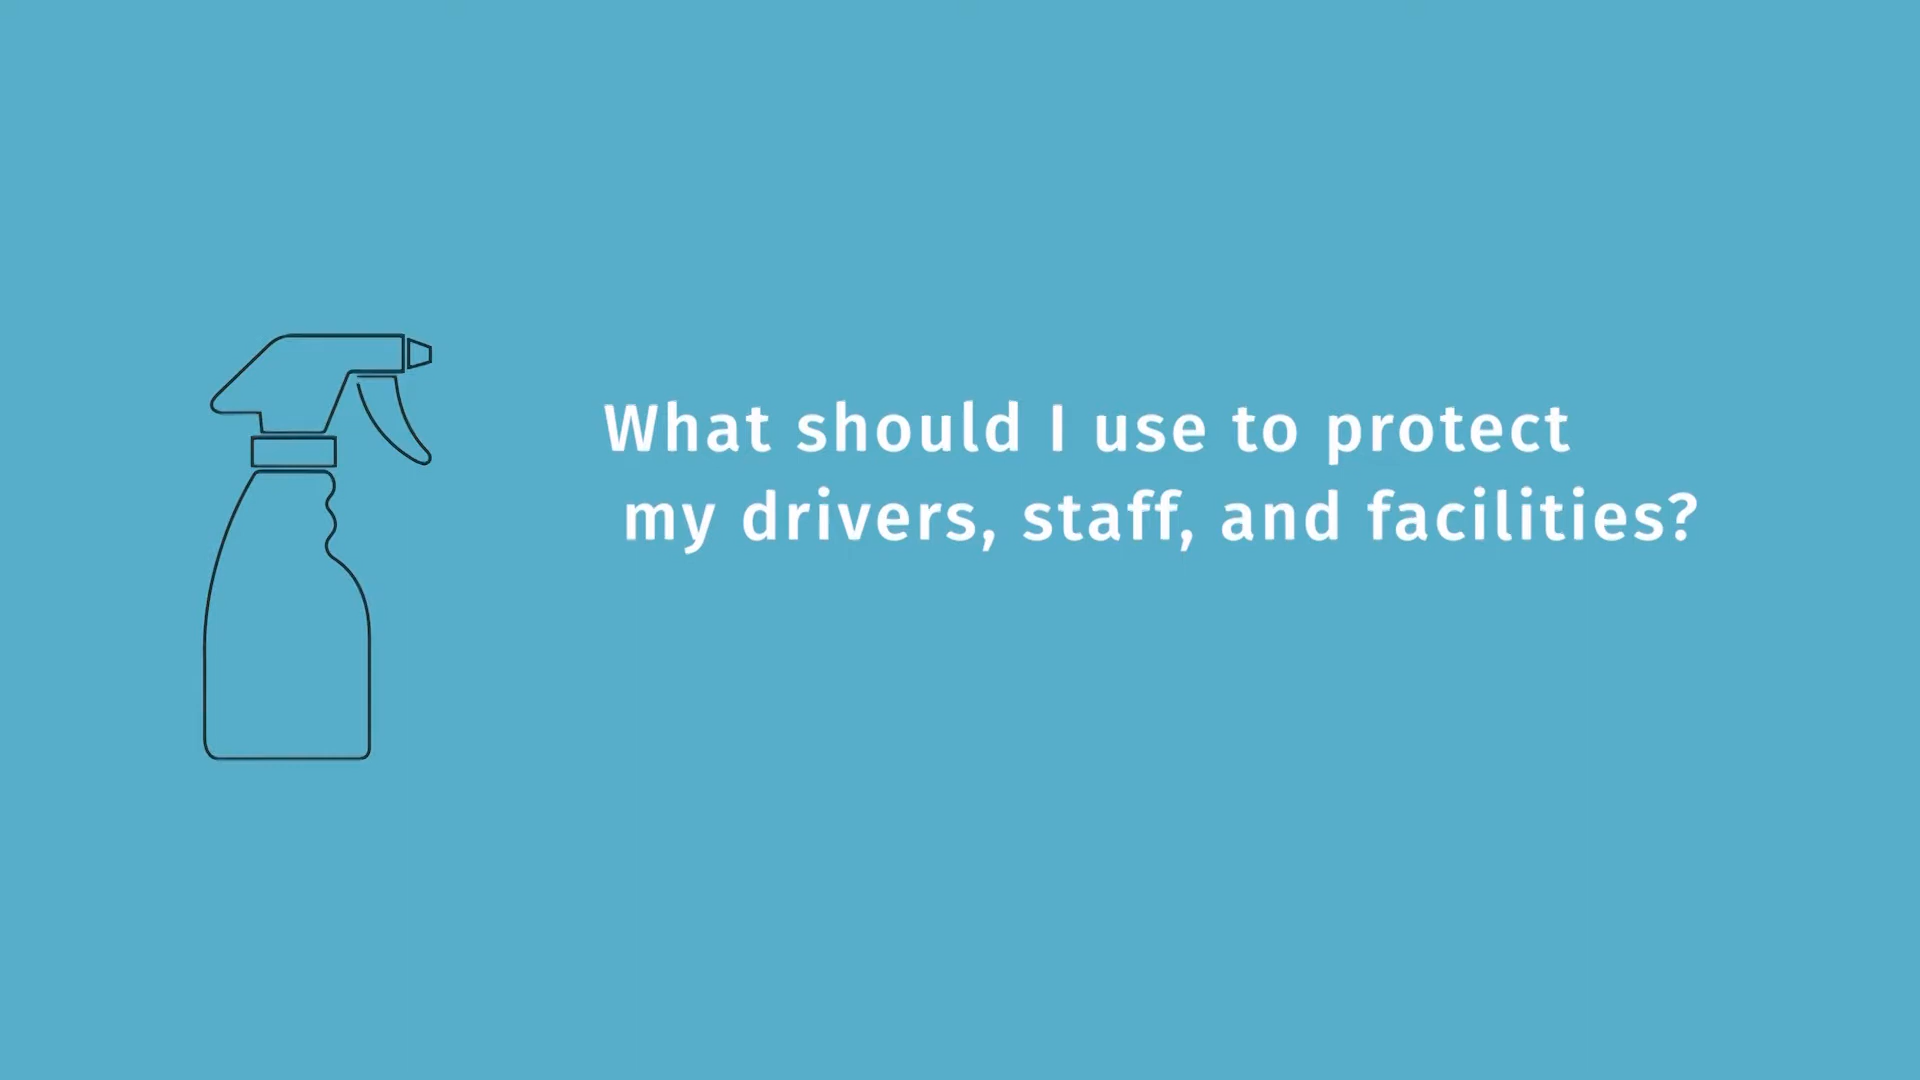 What should I use to protect
my drivers, staff, and facilities?